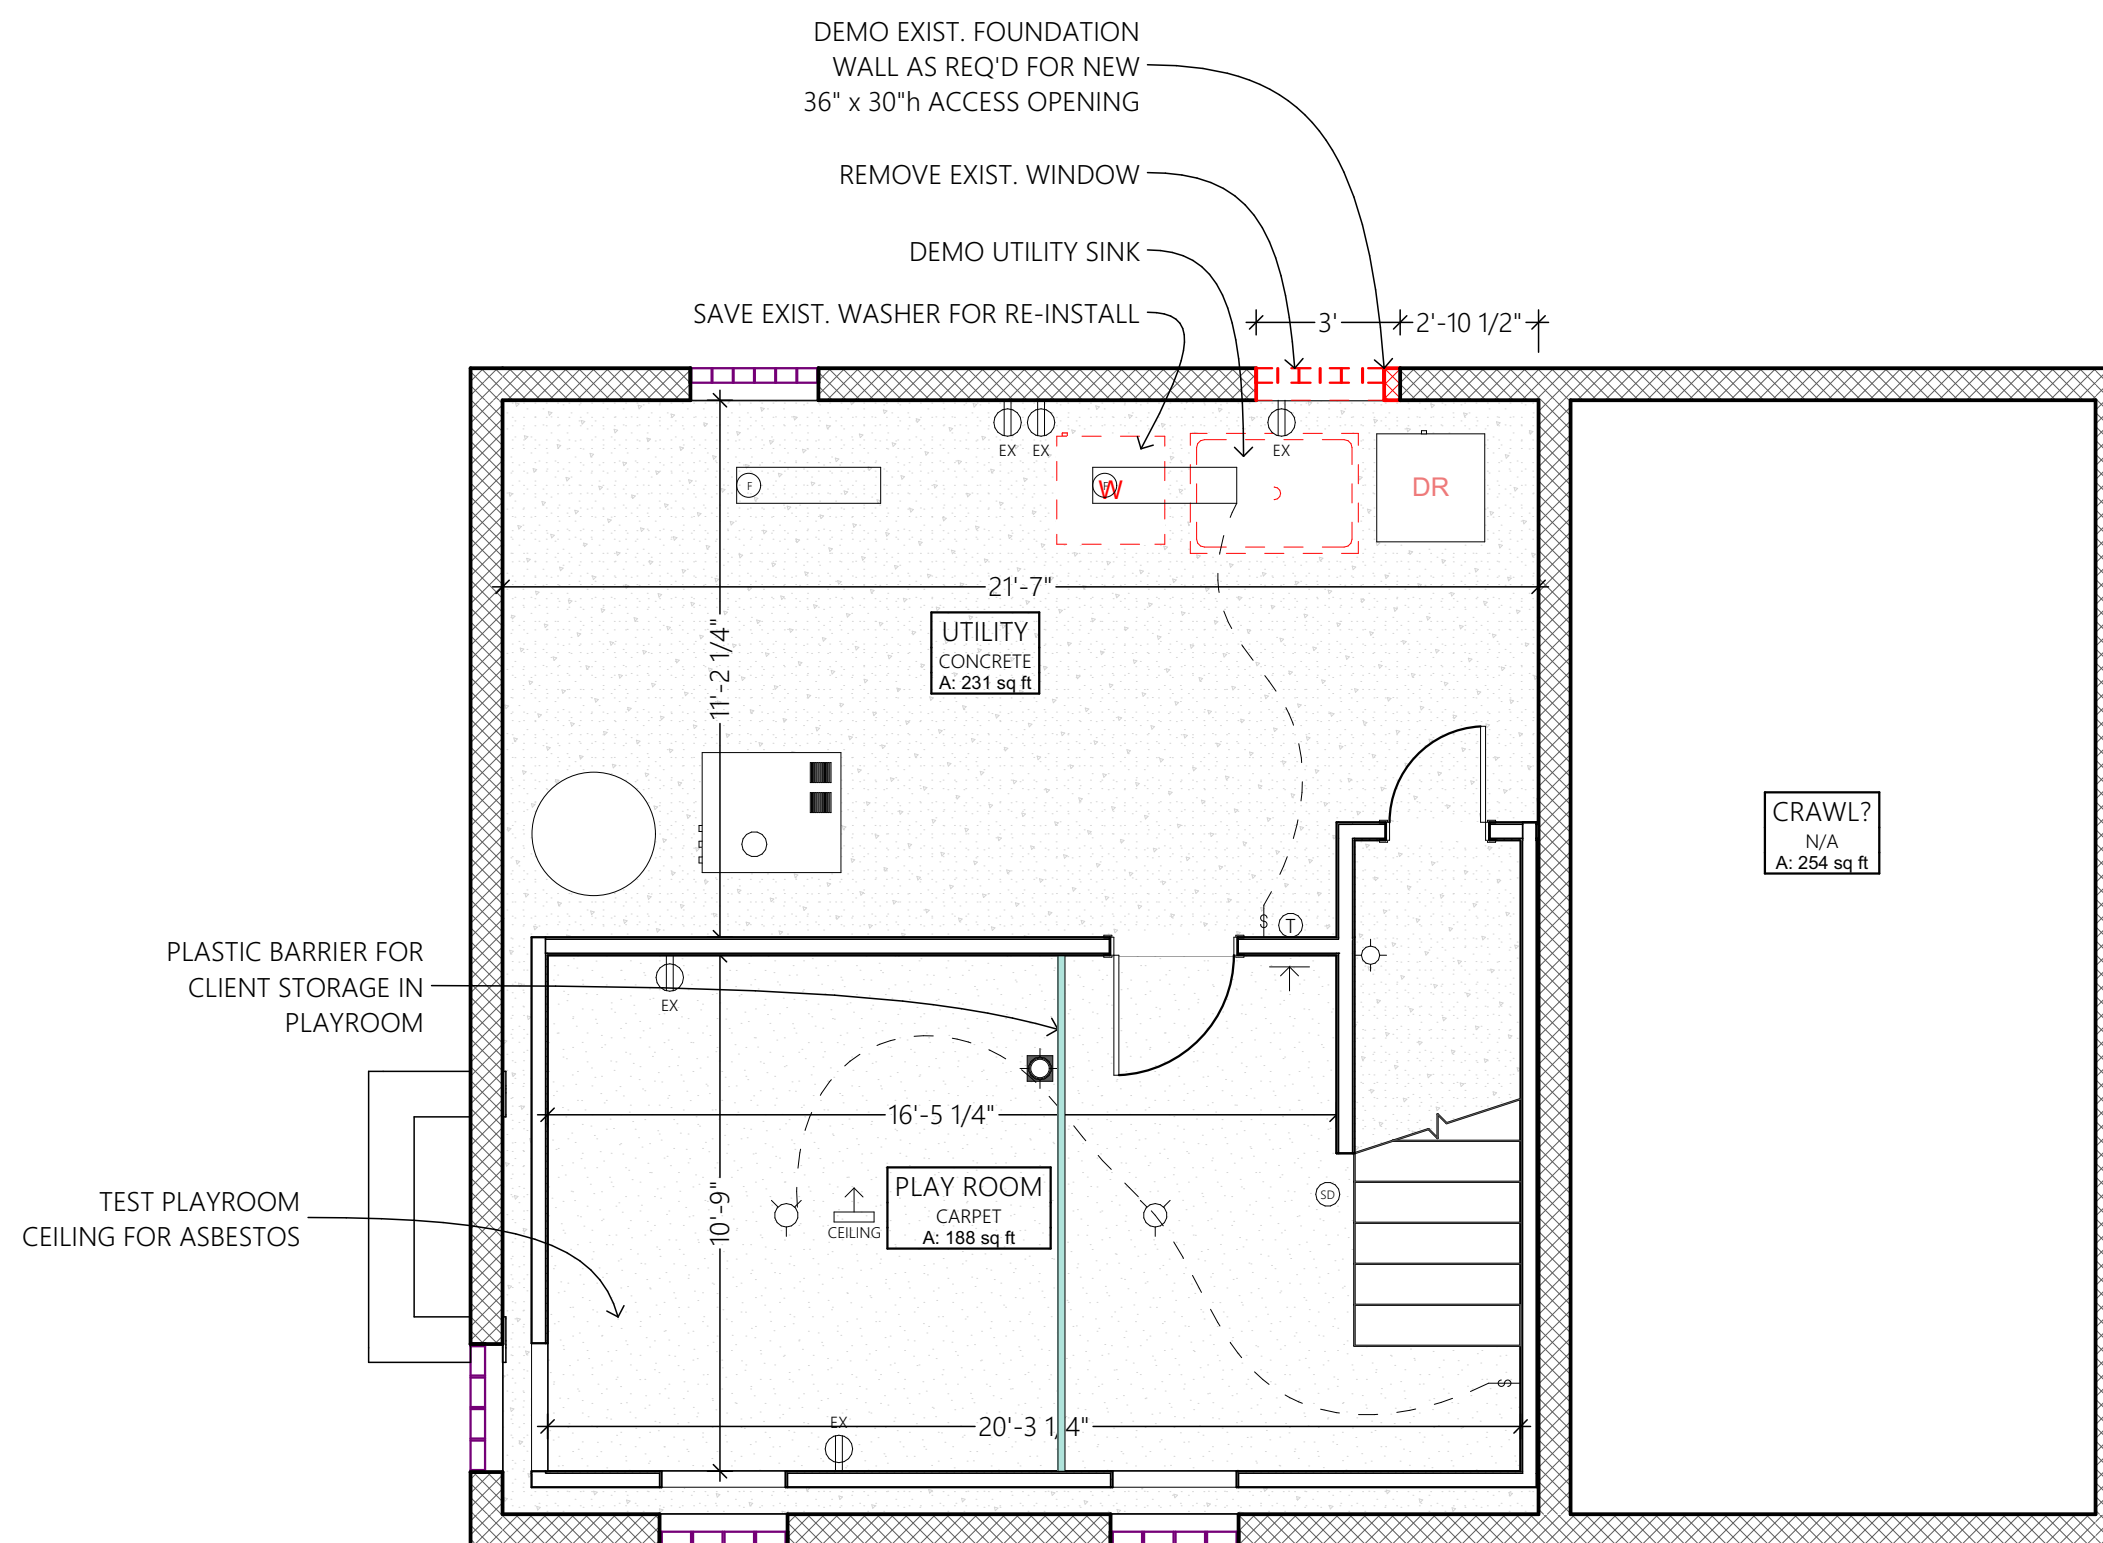 DEMO EXIST. FOUNDATION
WALL AS REQ'D FOR NEW
36" x 30"h ACCESS OPENING
REMOVE EXIST. WINDOW
DEMO UTILITY SINK
SAVE EXIST. WASHER FOR RE-INSTALL
3'
2'-10 1/2"
EX
EX
EX
F
F
W
DR
21'-7"
11'-2 1/4"
UTILITY
CONCRETE
A: 231 sq ft
CRAWL?
N/A
A: 254 sq ft
S
T
PLASTIC BARRIER FOR
CLIENT STORAGE IN
PLAYROOM
EX
16'-5 1/4"
10'-9"
TEST PLAYROOM
CEILING FOR ASBESTOS
CEILING
PLAY ROOM
CARPET
A: 188 sq ft
SD
S
EX
20'-3 1/4"